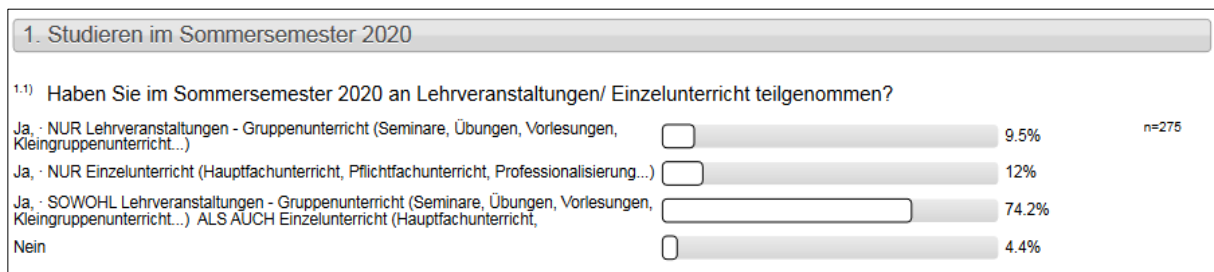 1. Studieren im Sommersemester 2020
1.1) Haben Sie im Sommersemester 2020 an Lehrveranstaltungen/ Einzelunterricht teilgenommen?
Ja, · NUR Lehrveranstaltungen - Gruppenunterricht (Seminare, Übungen, Vorlesungen,
Kleingruppenunterricht...)
9.5%
n=275
Ja, · NUR Einzelunterricht (Hauptfachunterricht, Pflichtfachunterricht, Professionalisierung...)
12%
Ja, · SOWOHL Lehrveranstaltungen - Gruppenunterricht (Seminare, Übungen, Vorlesungen,
Kleingruppenunterricht...) ALS AUCH Einzelunterricht (Hauptfachunterricht,
74.2%
Nein
4.4%